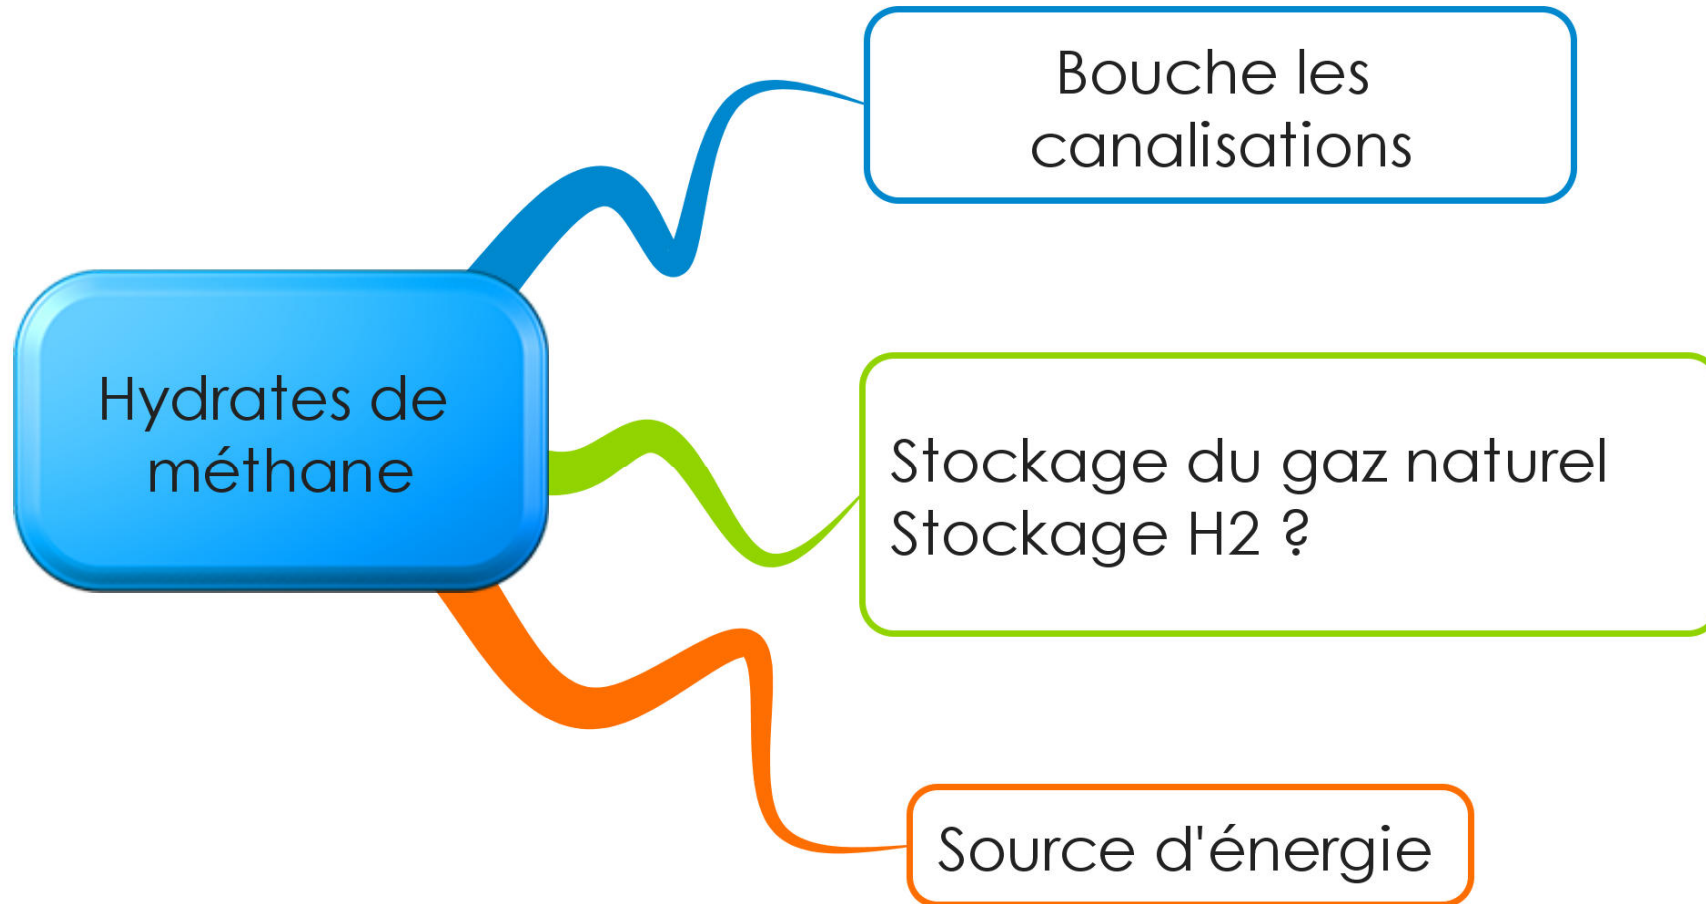 Bouche les
canalisations
Hydrates de
méthane
Stockage du gaz naturel
Stockage H2 ?
Source d'énergie